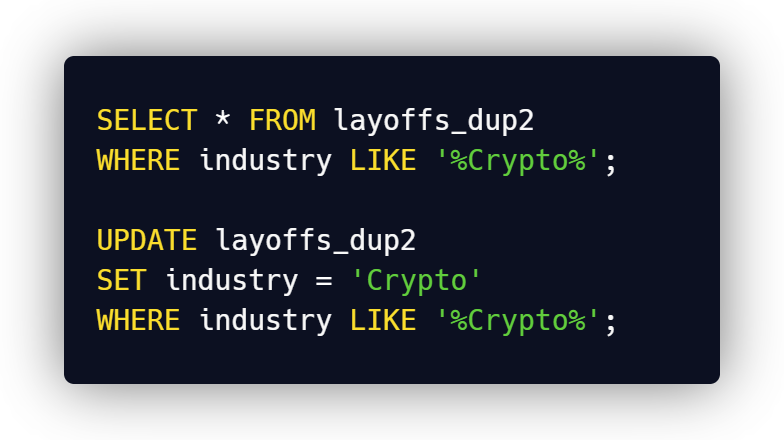 SELECT * FROM layoffs_dup2
WHERE industry LIKE '%Crypto%';
UPDATE layoffs_dup2
SET industry = 'Crypto'
WHERE industry LIKE '%Crypto%';